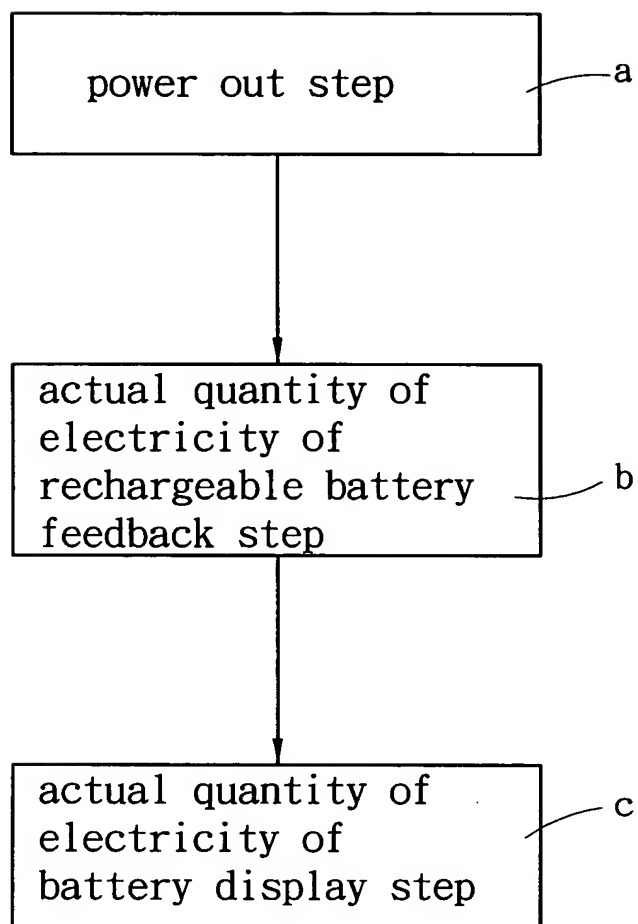 power out step
a
actual quantity of
electricity of
rechargeable battery
feedback step
b
actual quantity of
electricity of
battery display step
c